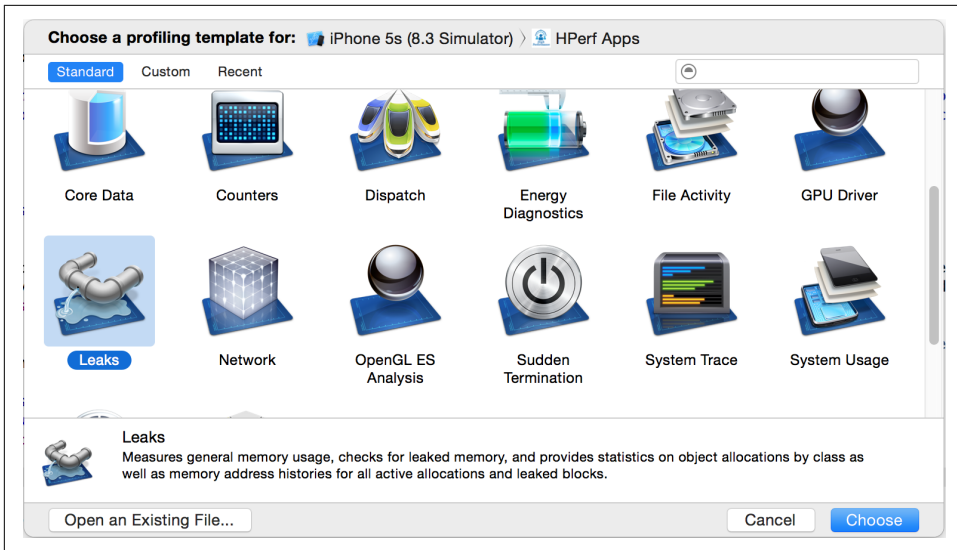 Choose a profiling template for: iPhone 5s (8.3 Simulator) 〉 HPerf Apps
Standard Custom Recent
Core Data Counters Dispatch Energy Diagnostics File Activity GPU Driver
Leaks Network OpenGL ES Analysis Sudden Termination System Trace System Usage
Leaks
Measures general memory usage, checks for leaked memory, and provides statistics on object allocations by class as
well as memory address histories for all active allocations and leaked blocks.
Open an Existing File... Cancel Choose